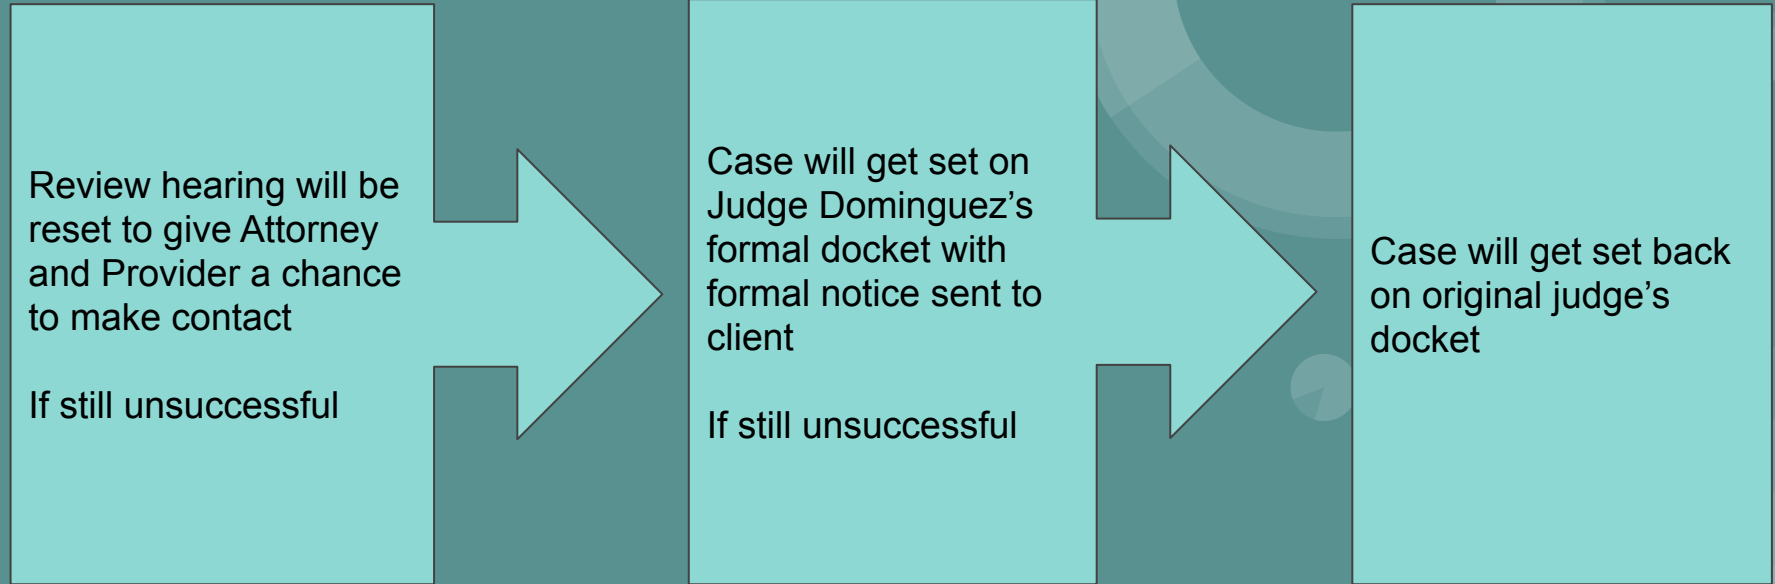 Review hearing will be
reset to give Attorney
and Provider a chance
to make contact
If still unsuccessful
Case will get set on
Judge Dominguez’s
formal docket with
formal notice sent to
client
If still unsuccessful
Case will get set back
on original judge’s
docket